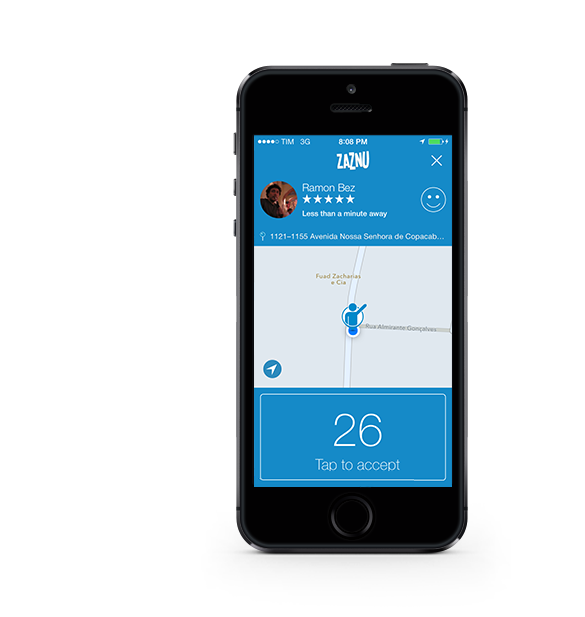 TIM 3G 8:08 PM
ZAZNU
Ramon Bez
Less than a minute away
1121–1155 Avenida Nossa Senhora de Copacab...
Fuad Zacharias
e Cia
Rua Almirante Gonçalves
26
Tap to accept